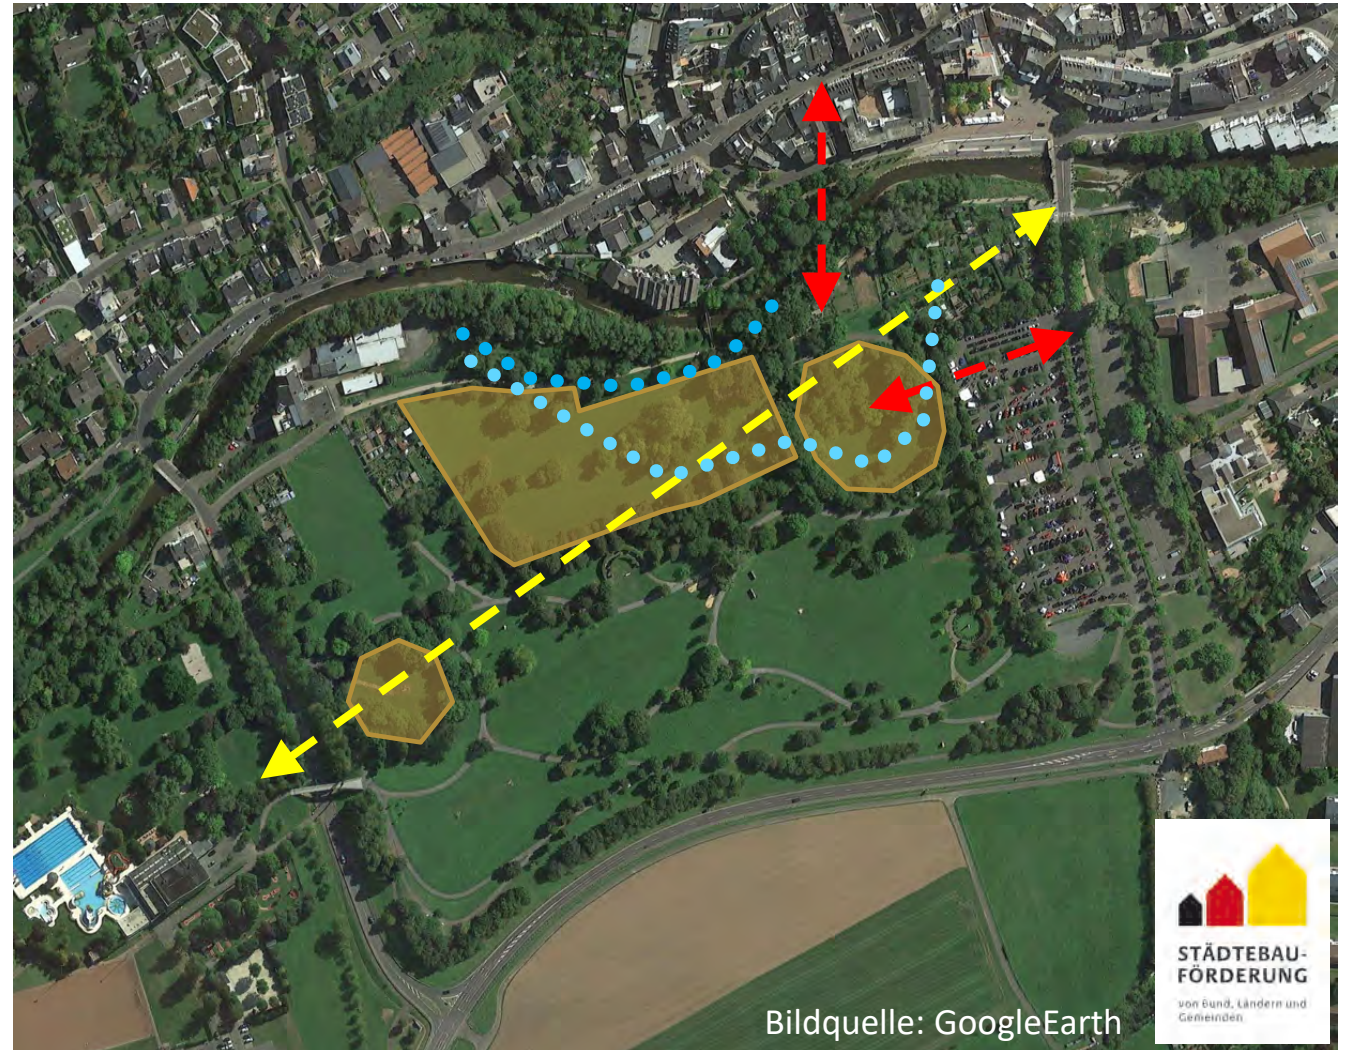 STÄDTEBAU-
FÖRDERUNG
von Bund, Ländern und
Gemeinden
Bildquelle: GoogleEarth